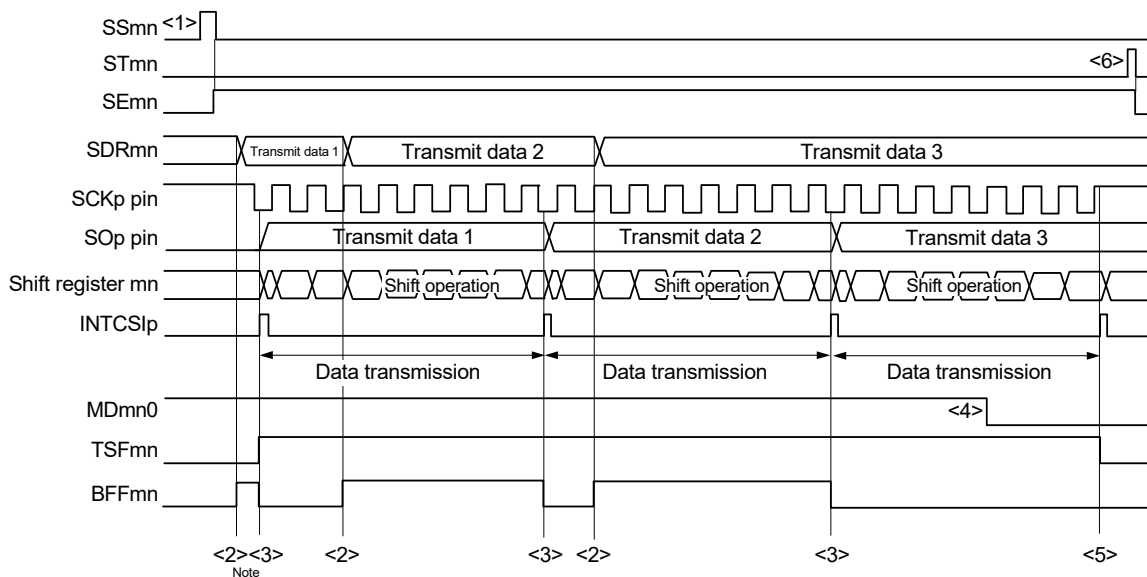 SSmn <1>
STmn <6>
SEmn
SDRmn Transmit data 1 Transmit data 2 Transmit data 3
SCKp pin
SOp pin Transmit data 1 Transmit data 2 Transmit data 3
Shift register mn Shift operation Shift operation Shift operation
INTCSIp
Data transmission Data transmission Data transmission
MDmn0 <4>
TSFmn
BFFmn
<2> <3> <2> <3> <2> <3> <5>
Note